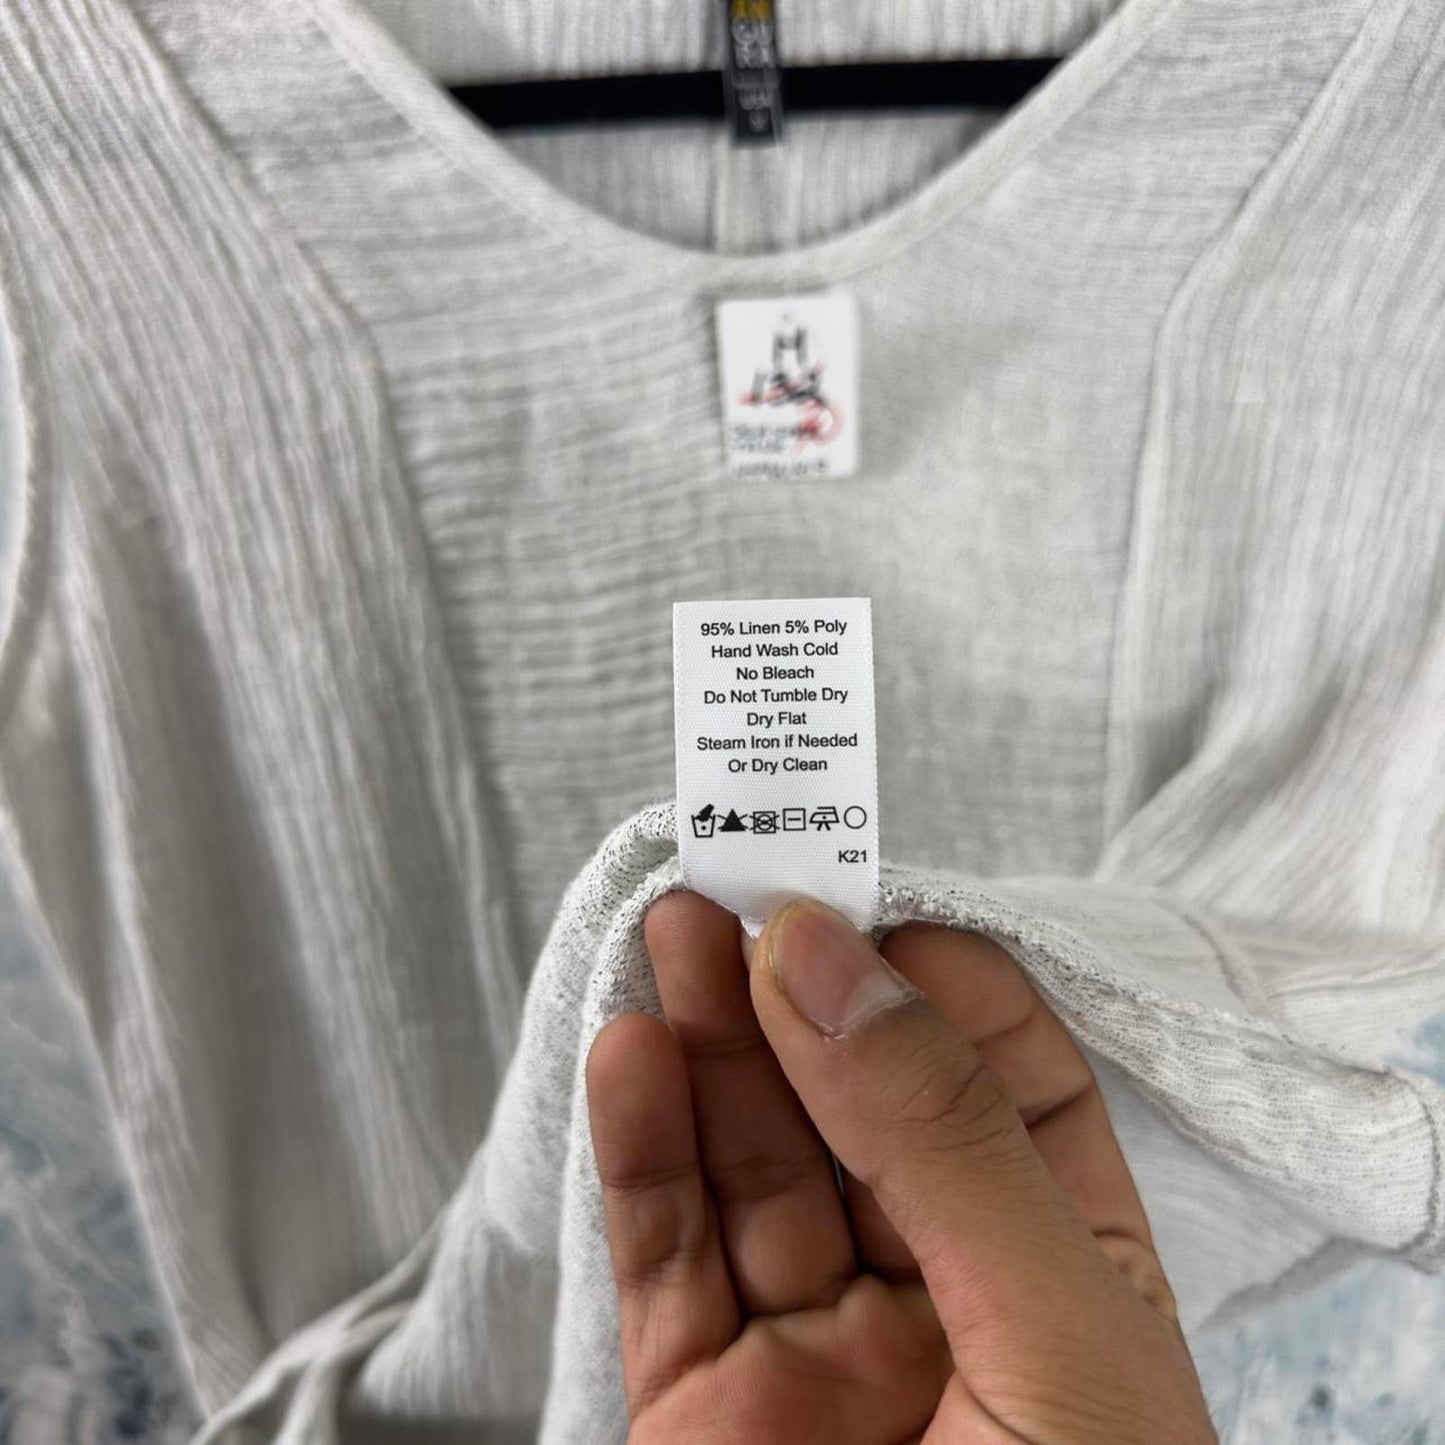 M
95% Linen 5% Poly
Hand Wash Cold
No Bleach
Do Not Tumble Dry
Dry Flat
Steam Iron if Needed
Or Dry Clean
K21